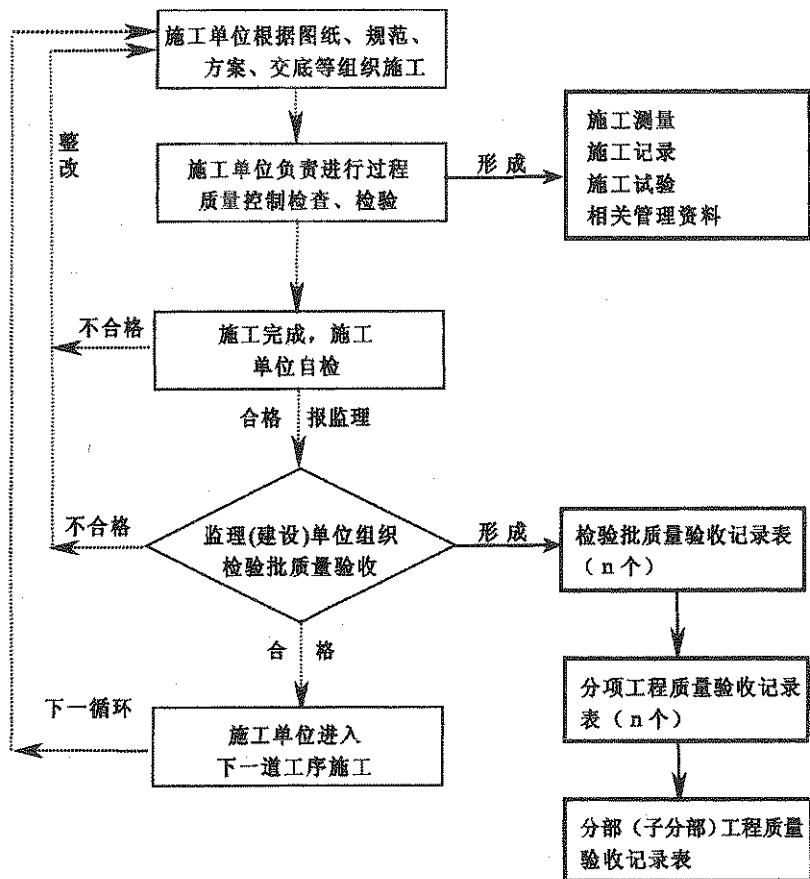 施工单位根据图纸、规范、
方案、交底等组织施工
整改
施工单位负责进行过程
质量控制检查、检验
形成
施工测量
施工记录
施工试验
相关管理资料
不合格
施工完成，施工
单位自检
合格 报监理
不合格
监理(建设)单位组织
检验批质量验收
形成
检验批质量验收记录表
（n个）
合 格
分项工程质量验收记录
表（n个）
下一循环
施工单位进入
下一道工序施工
分部（子分部）工程质量
验收记录表